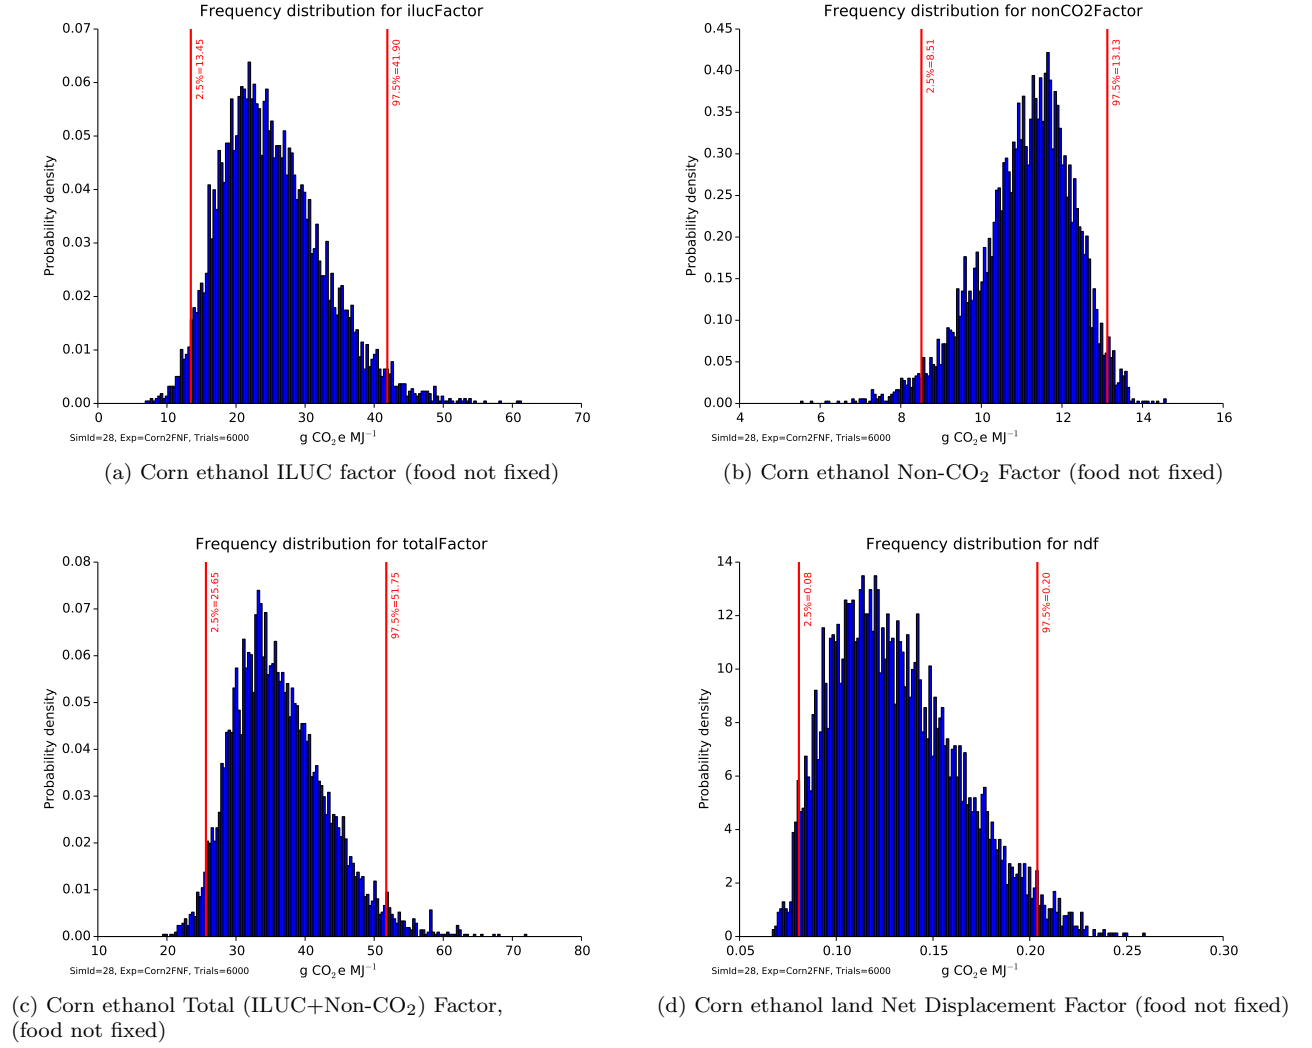 Frequency distribution for ilucFactor
0.07
0.06
0.05
0.04
0.03
0.02
0.01
0.00
Probability density
2.5%=13.45
97.5%=41.90
0 10 20 30 40 50 60 70
SimId=28, Exp=Corn2FNF, Trials=6000
g CO₂e MJ⁻¹
(a) Corn ethanol ILUC factor (food not fixed)
Frequency distribution for nonCO2Factor
0.45
0.40
0.35
0.30
0.25
0.20
0.15
0.10
0.05
0.00
Probability density
2.5%=8.51
97.5%=13.13
4 6 8 10 12 14 16
SimId=28, Exp=Corn2FNF, Trials=6000
g CO₂e MJ⁻¹
(b) Corn ethanol Non-CO₂ Factor (food not fixed)
Frequency distribution for totalFactor
0.08
0.07
0.06
0.05
0.04
0.03
0.02
0.01
0.00
Probability density
2.5%=25.65
97.5%=51.75
10 20 30 40 50 60 70 80
SimId=28, Exp=Corn2FNF, Trials=6000
g CO₂e MJ⁻¹
(c) Corn ethanol Total (ILUC+Non-CO₂) Factor,
(food not fixed)
Frequency distribution for ndf
14
12
10
8
6
4
2
0
Probability density
2.5%=0.08
97.5%=0.20
0.05 0.10 0.15 0.20 0.25 0.30
SimId=28, Exp=Corn2FNF, Trials=6000
g CO₂e MJ⁻¹
(d) Corn ethanol land Net Displacement Factor (food not fixed)